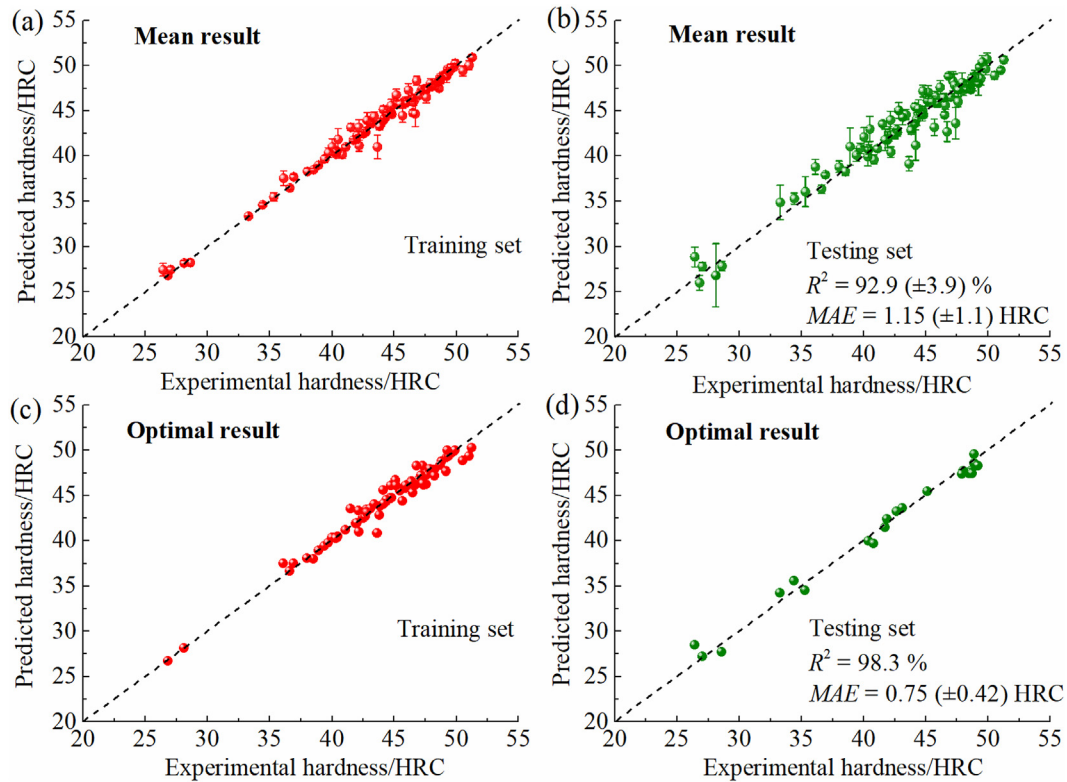 (a)
Mean result
Training set
Predicted hardness/HRC
55
50
45
40
35
30
25
20
20 25 30 35 40 45 50 55
Experimental hardness/HRC
(b)
Mean result
Testing set
R² = 92.9 (±3.9) %
MAE = 1.15 (±1.1) HRC
Predicted hardness/HRC
55
50
45
40
35
30
25
20
20 25 30 35 40 45 50 55
Experimental hardness/HRC
(c)
Optimal result
Training set
Predicted hardness/HRC
55
50
45
40
35
30
25
20
20 25 30 35 40 45 50 55
Experimental hardness/HRC
(d)
Optimal result
Testing set
R² = 98.3 %
MAE = 0.75 (±0.42) HRC
Predicted hardness/HRC
55
50
45
40
35
30
25
20
20 25 30 35 40 45 50 55
Experimental hardness/HRC